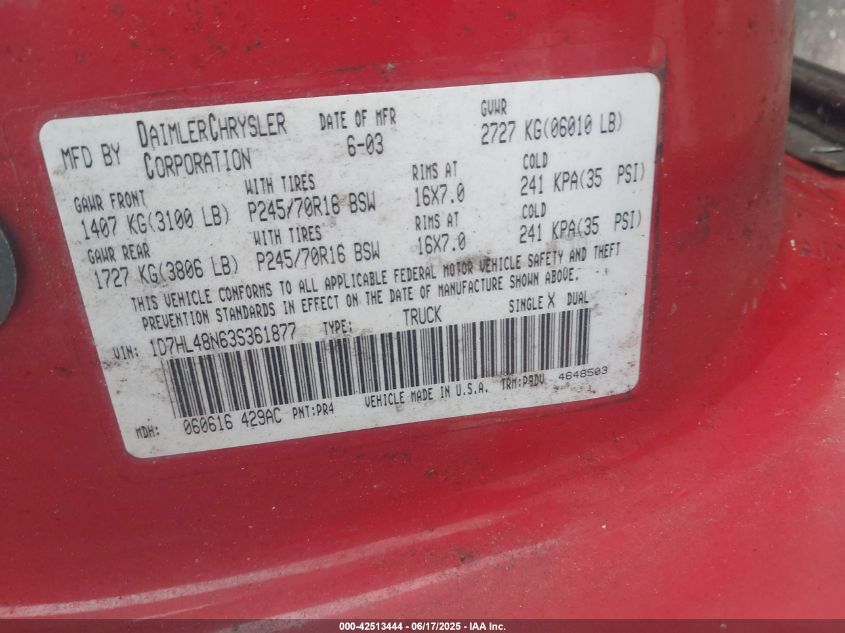 MFD BY DAIMLERCHRYSLER CORPORATION DATE OF MFR 6-03 GVWR 2727 KG(06010 LB)
GAWR FRONT WITH TIRES RIMS AT COLD
1407 KG(3100 LB) P245/70R16 BSW 16X7.0 241 KPA(35 PSI)
GAWR REAR WITH TIRES RIMS AT COLD
1727 KG(3806 LB) P245/70R16 BSW 16X7.0 241 KPA(35 PSI)
THIS VEHICLE CONFORMS TO ALL APPLICABLE FEDERAL MOTOR VEHICLE SAFETY AND THEFT
PREVENTION STANDARDS IN EFFECT ON THE DATE OF MANUFACTURE SHOWN ABOVE.
VIN: 1D7HL48N63S361877 TYPE: TRUCK SINGLE X DUAL
MDH: 060616 429AC PNT:PR4 VEHICLE MADE IN U.S.A. TRM:P9DV 4648503
000-42513444 - 06/17/2025 - IAA Inc.